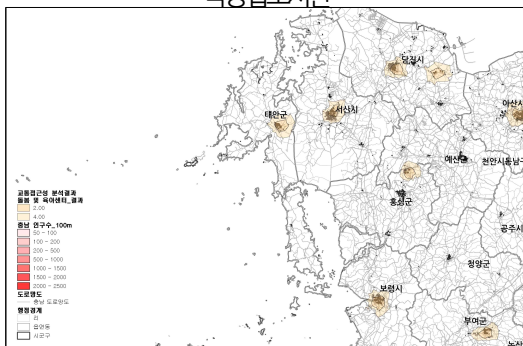 당진시
아산시
서산시
태안군
예산군
천안시동남구
홍성군
공주시
청양군
보령시
부여군
교통접근성 분석결과
돌봄 및 육아센터_결과
2.00
4.00
충남 인구수_100m
50 - 100
100 - 200
200 - 500
500 - 1000
1000 - 1500
1500 - 2000
2000 - 2500
도로망도
충남 도로망도
행정경계
리
읍면동
시군구